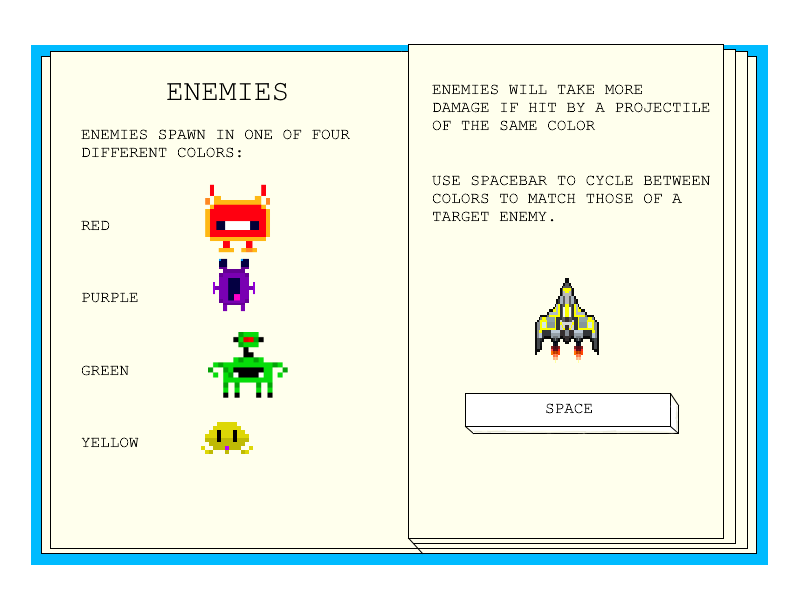 ENEMIES
ENEMIES SPAWN IN ONE OF FOUR
DIFFERENT COLORS:
RED
PURPLE
GREEN
YELLOW
ENEMIES WILL TAKE MORE
DAMAGE IF HIT BY A PROJECTILE
OF THE SAME COLOR
USE SPACEBAR TO CYCLE BETWEEN
COLORS TO MATCH THOSE OF A
TARGET ENEMY.
SPACE